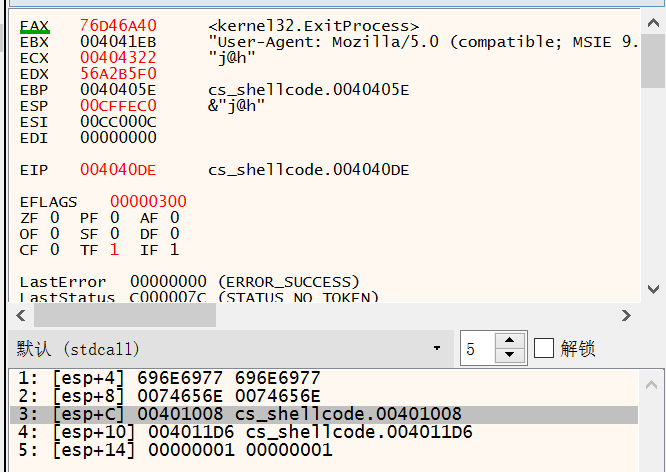 EAX 76D46A40 <kernel32.ExitProcess>
EBX 004041EB "User-Agent: Mozilla/5.0 (compatible; MSIE 9.
ECX 00404322 "j@h"
EDX 56A2B5F0
EBP 0040405E cs_shellcode.0040405E
ESP 00CFFEC0 &"j@h"
ESI 00CC000C
EDI 00000000
EIP 004040DE cs_shellcode.004040DE
EFLAGS 00000300
ZF 0 PF 0 AF 0
OF 0 SF 0 DF 0
CF 0 TF 1 IF 1
LastError 00000000 (ERROR_SUCCESS)
LastStatus C000007C (STATUS_NO_TOKEN)
默认 (stdcall) 5 解锁
1: [esp+4] 696E6977 696E6977
2: [esp+8] 0074656E 0074656E
3: [esp+C] 00401008 cs_shellcode.00401008
4: [esp+10] 004011D6 cs_shellcode.004011D6
5: [esp+14] 00000001 00000001